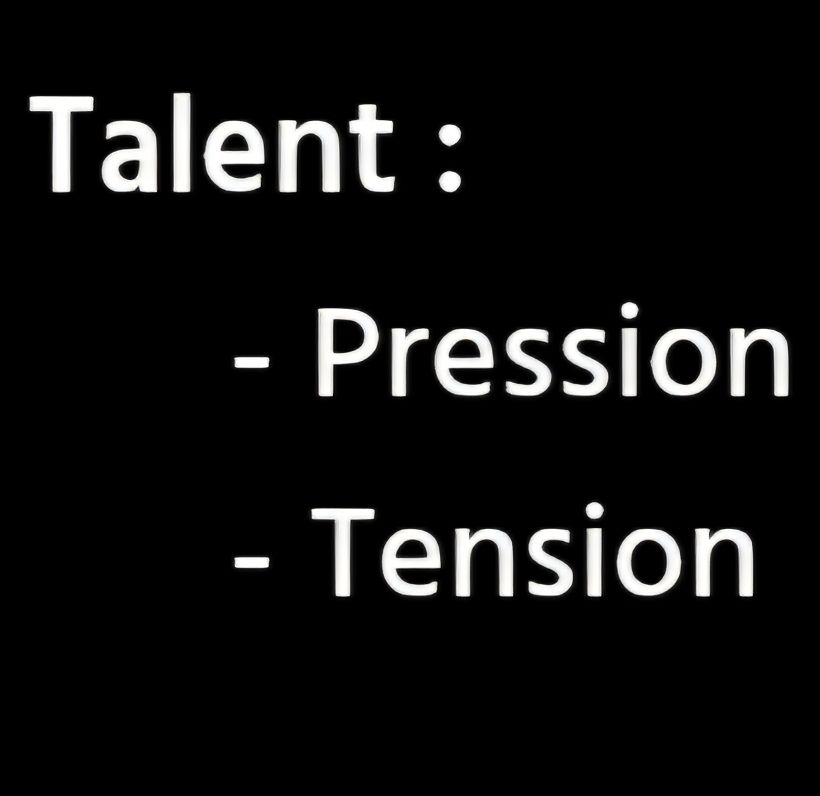 Talent :
- Pression
- Tension